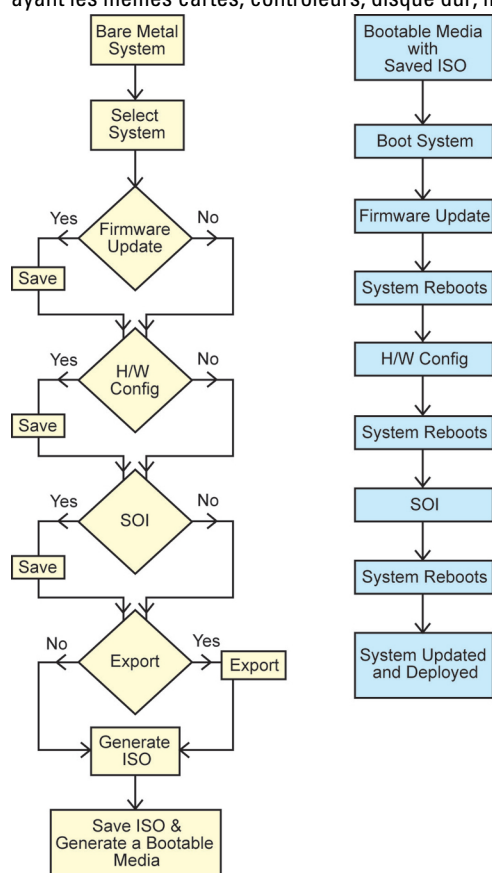 ayant les mêmes cartes, contrôleurs, disque dur,
Bare Metal
System
Select
System
Yes
Firmware
Update
No
Save
Yes
H/W
Config
No
Save
Yes
SOI
No
Save
No
Export
Yes
Export
Generate
ISO
Save ISO &
Generate a Bootable
Media
Bootable Media
with
Saved ISO
Boot System
Firmware Update
System Reboots
H/W Config
System Reboots
SOI
System Reboots
System Updated
and Deployed